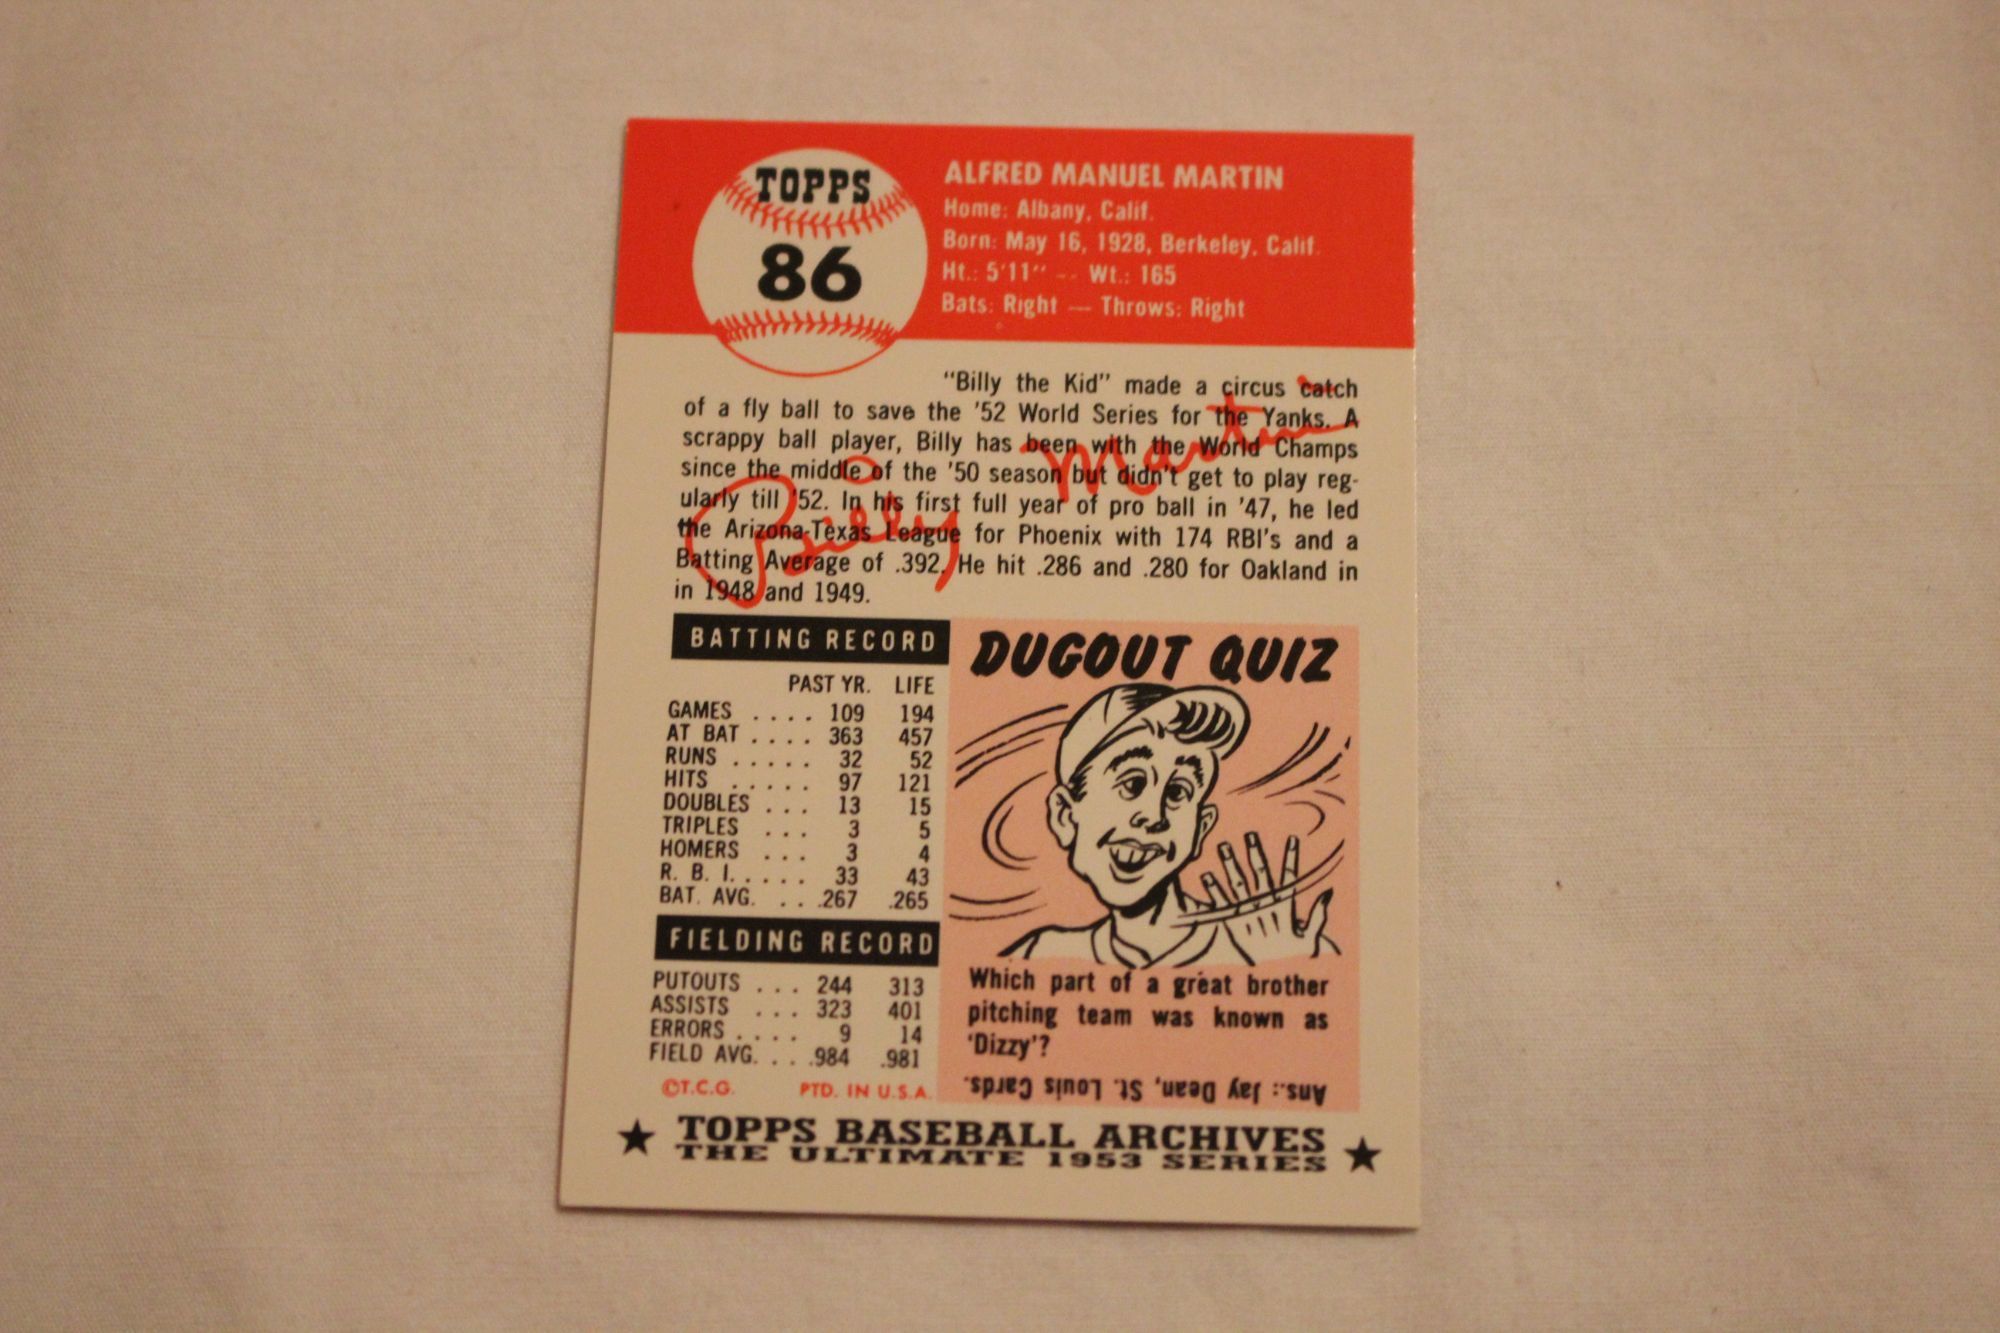 TOPPS
86
ALFRED MANUEL MARTIN
Home: Albany, Calif.
Born: May 16, 1928, Berkeley, Calif.
Ht.: 5'11" -- Wt.: 165
Bats: Right — Throws: Right
"Billy the Kid" made a circus catch
of a fly ball to save the '52 World Series for the Yanks. A
scrappy ball player, Billy has been with the World Champs
since the middle of the '50 season but didn't get to play reg-
ularly till '52. In his first full year of pro ball in '47, he led
the Arizona-Texas League for Phoenix with 174 RBI's and a
Batting Average of .392. He hit .286 and .280 for Oakland in
in 1948 and 1949.
Billy Martin
BATTING RECORD
PAST YR. LIFE
GAMES .... 109 194
AT BAT .... 363 457
RUNS ..... 32 52
HITS ..... 97 121
DOUBLES ... 13 15
TRIPLES ... 3 5
HOMERS ... 3 4
R. B. I..... 33 43
BAT. AVG. ...267 .265
FIELDING RECORD
PUTOUTS ... 244 313
ASSISTS ... 323 401
ERRORS .... 9 14
FIELD AVG. ...984 .981
©T.C.G. PTD. IN U.S.A.
DUGOUT QUIZ
Which part of a great brother
pitching team was known as
'Dizzy'?
Ans.: Jay Dean, St. Louis Cards.
★ TOPPS BASEBALL ARCHIVES ★
THE ULTIMATE 1953 SERIES